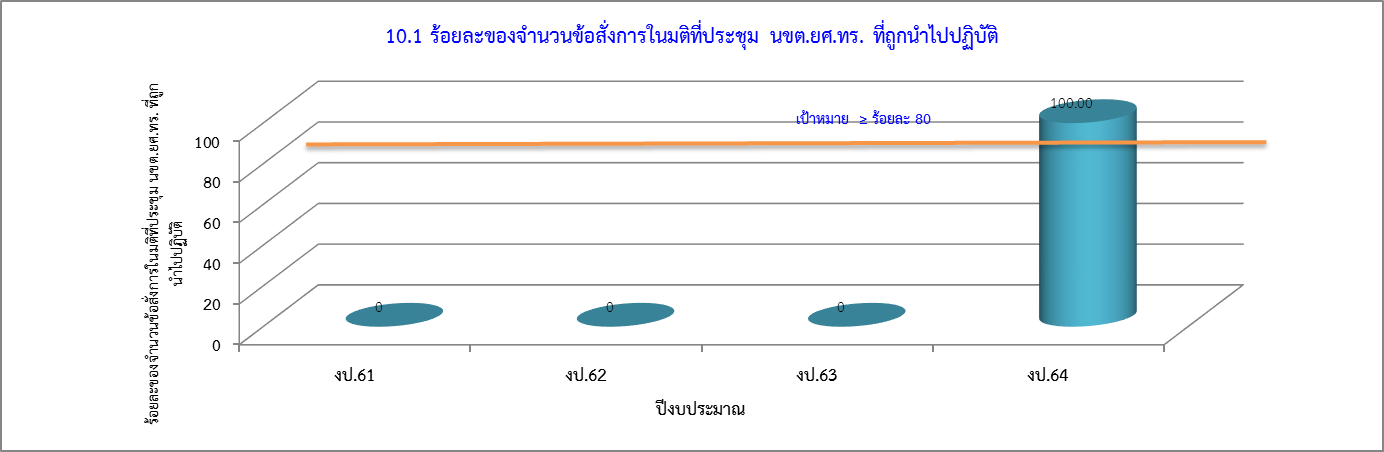 10.1 ร้อยละของจำนวนข้อสั่งการในมติที่ประชุม นขต.ยศ.ทร. ที่ถูกนำไปปฏิบัติ
ร้อยละของจำนวนข้อสั่งการในมติที่ประชุม นขต.ยศ.ทร. ที่ถูก
นำไปปฏิบัติ
100
80
60
40
20
0
เป้าหมาย ≥ ร้อยละ 80
0
0
0
100.00
งป.61
งป.62
งป.63
งป.64
ปีงบประมาณ